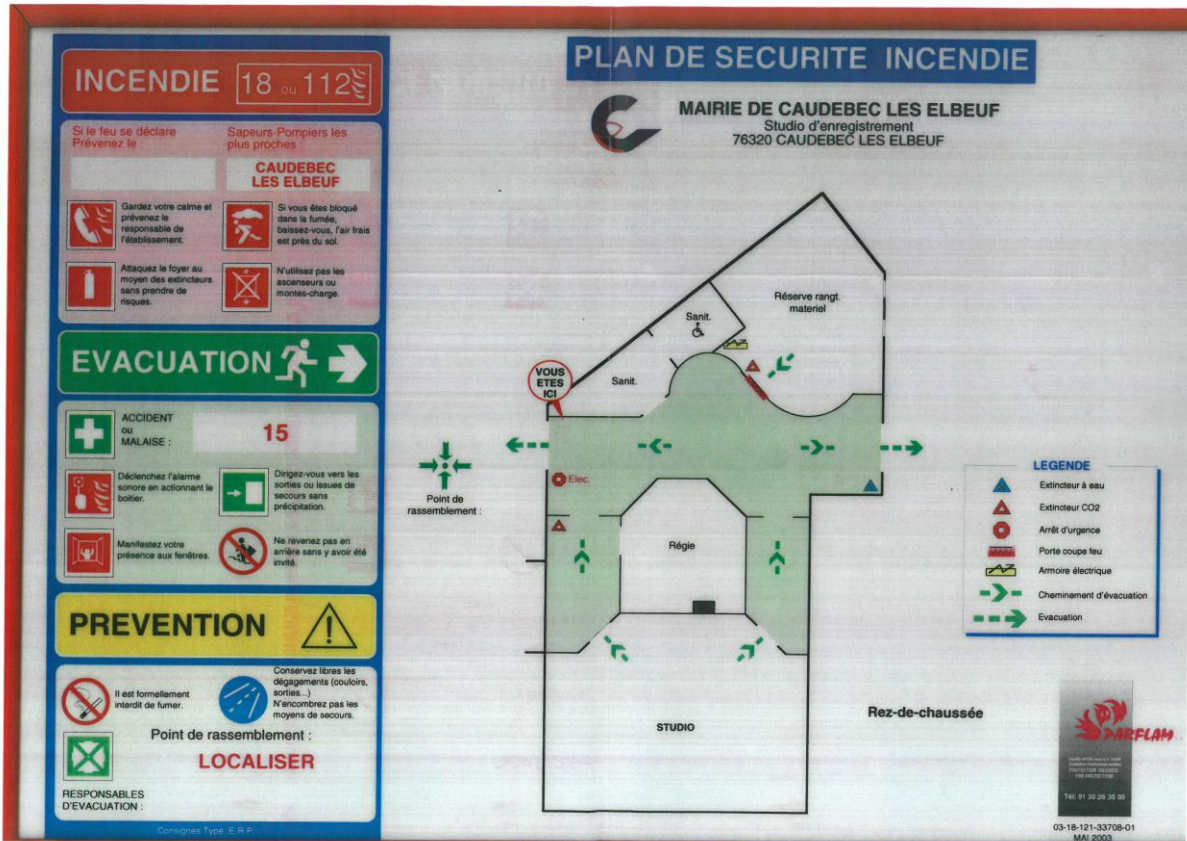 INCENDIE 18 ou 112
Si le feu se déclare
Prévenez le :
Sapeurs-Pompiers les
plus proches :
CAUDEBEC
LES ELBEUF
Gardez votre calme et
prévenez le
responsable de
l'établissement.
Si vous êtes bloqué
dans la fumée,
baissez-vous, l'air frais
est près du sol.
Attaquez le foyer au
moyen des extincteurs
sans prendre de
risques.
N'utilisez pas les
ascenseurs ou
montes-charge.
EVACUATION
ACCIDENT
ou
MALAISE :
15
Déclenchez l'alarme
sonore en actionnant le
boitier.
Dirigez-vous vers les
sorties ou issues de
secours sans
précipitation.
Manifestez votre
présence aux fenêtres.
Ne revenez pas en
arrière sans y avoir été
invité.
PREVENTION
Il est formellement
interdit de fumer.
Conservez libres les
dégagements (couloirs,
sorties...)
N'encombrez pas les
moyens de secours.
Point de rassemblement :
LOCALISER
RESPONSABLES
D'EVACUATION :
Consignes Type E.R.P
PLAN DE SECURITE INCENDIE
MAIRIE DE CAUDEBEC LES ELBEUF
Studio d'enregistrement
76320 CAUDEBEC LES ELBEUF
Réserve rangt.
materiel
Sanit.
Sanit.
VOUS
ETES
ICI
Elec.
Point de
rassemblement :
Régie
STUDIO
Rez-de-chaussée
LEGENDE
Extincteur à eau
Extincteur CO2
Arrêt d'urgence
Porte coupe feu
Armoire électrique
Cheminement d'évacuation
Evacuation
PARFLAM
PROTECTION INCENDIE
FIRE PROTECTION
Tél: 01 30 26 35 50
03-18-121-33708-01
MAI 2003